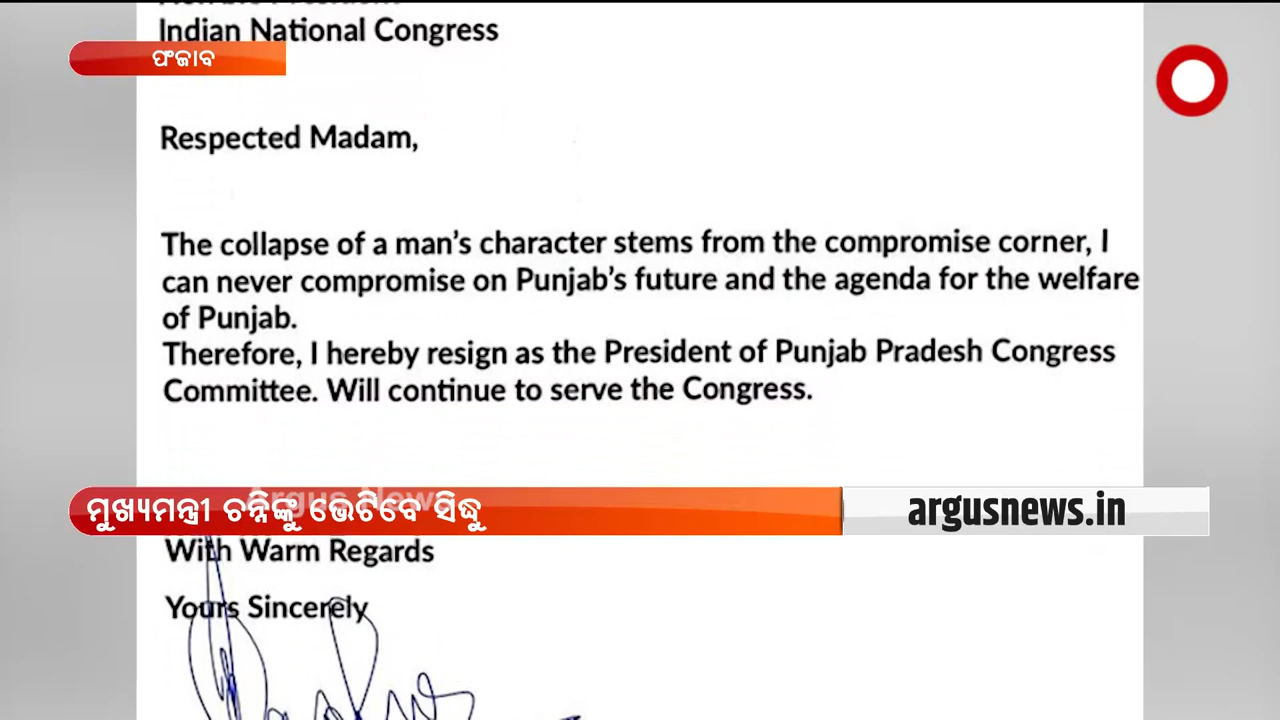 Indian National Congress
ଫଂଜାବ
Respected Madam,
The collapse of a man's character stems from the compromise corner, I
can never compromise on Punjab's future and the agenda for the welfare
of Punjab.
Therefore, I hereby resign as the President of Punjab Pradesh Congress
Committee. Will continue to serve the Congress.
Argus News
ମୁଖ୍ୟମନ୍ତ୍ରୀ ଚନ୍ନିଙ୍କୁ ଭେଟିବେ ସିଦ୍ଧୁ
argusnews.in
With Warm Regards
Yours Sincerely